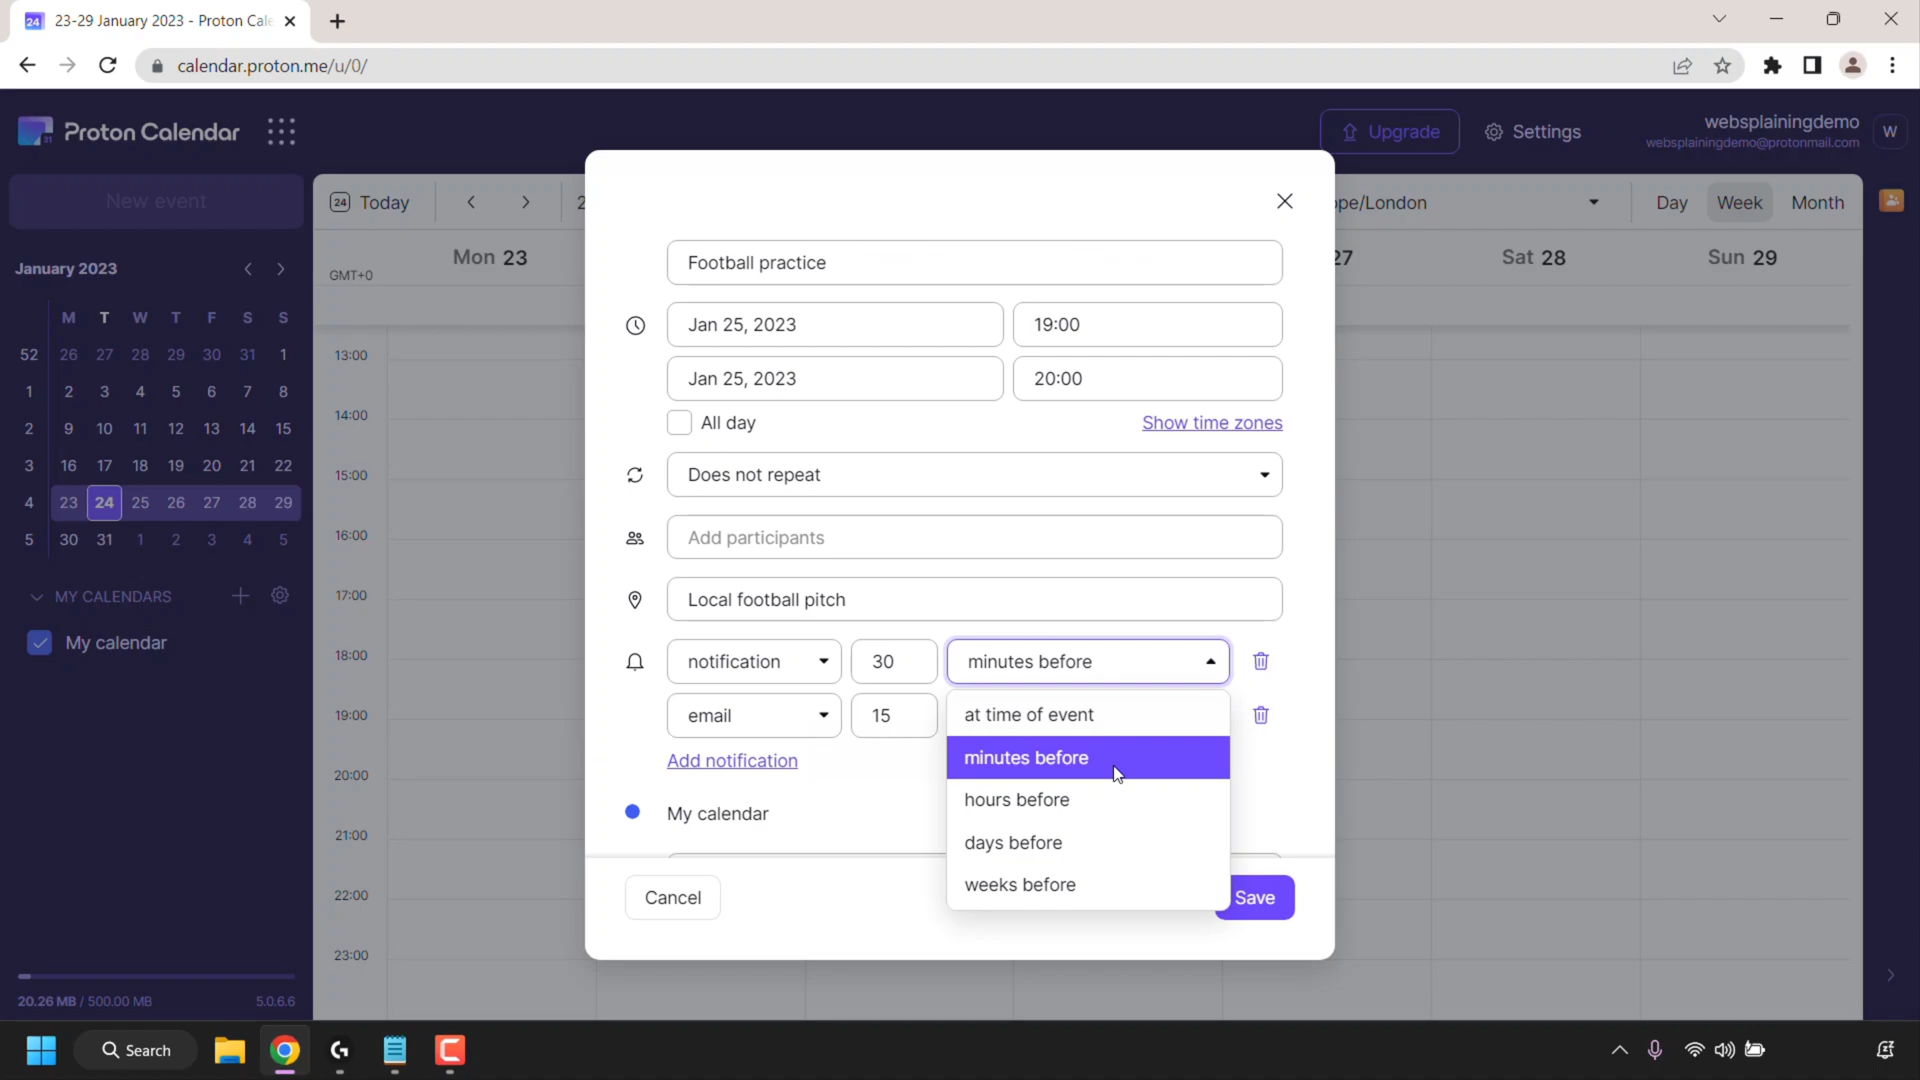 24 23-29 January 2023 - Proton Cale
calendar.proton.me/u/0/
Proton Calendar
Upgrade
Settings
websplainingdemo
websplainingdemo@protonmail.com
W
New event
24 Today
ope/London
Day
Week
Month
January 2023
GMT+0
Mon 23
27
Sat 28
Sun 29
M T W T F S S
52 26 27 28 29 30 31 1
1 2 3 4 5 6 7 8
2 9 10 11 12 13 14 15
3 16 17 18 19 20 21 22
4 23 24 25 26 27 28 29
5 30 31 1 2 3 4 5
MY CALENDARS
My calendar
20.26 MB / 500.00 MB
5.0.6.6
13:00
14:00
15:00
16:00
17:00
18:00
19:00
20:00
21:00
22:00
23:00
Football practice
Jan 25, 2023
19:00
Jan 25, 2023
20:00
All day
Show time zones
Does not repeat
Add participants
Local football pitch
notification
30
minutes before
email
15
at time of event
minutes before
hours before
days before
weeks before
Add notification
My calendar
Cancel
Save
Search